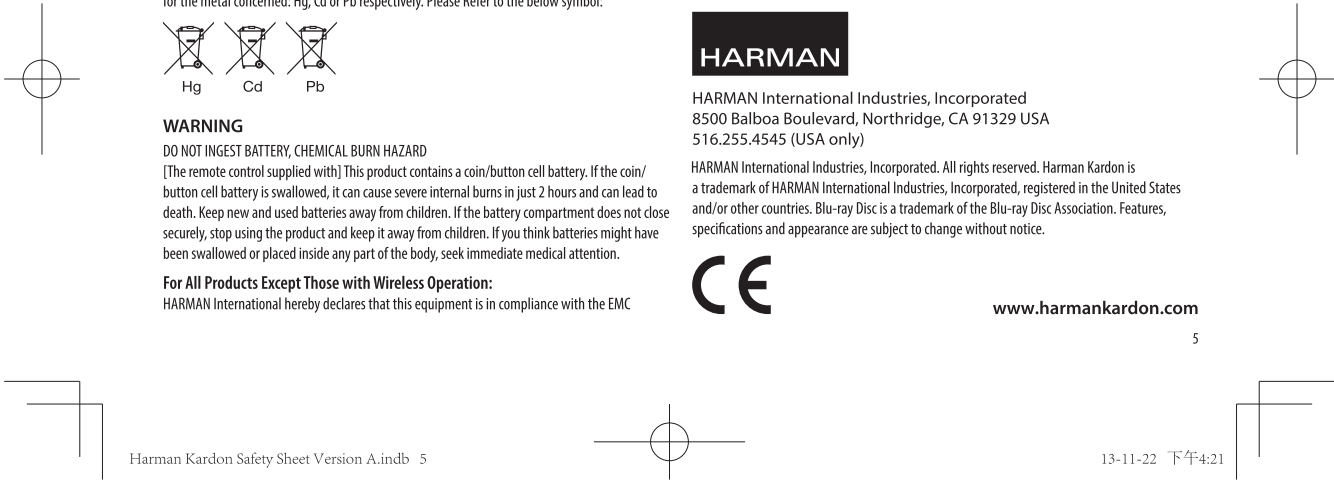 for the metal concerned: Hg, Cd or Pb respectively. Please Refer to the below symbol:
Hg Cd Pb
WARNING
DO NOT INGEST BATTERY, CHEMICAL BURN HAZARD
[The remote control supplied with] This product contains a coin/button cell battery. If the coin/
button cell battery is swallowed, it can cause severe internal burns in just 2 hours and can lead to
death. Keep new and used batteries away from children. If the battery compartment does not close
securely, stop using the product and keep it away from children. If you think batteries might have
been swallowed or placed inside any part of the body, seek immediate medical attention.
For All Products Except Those with Wireless Operation:
HARMAN International hereby declares that this equipment is in compliance with the EMC
HARMAN
HARMAN International Industries, Incorporated
8500 Balboa Boulevard, Northridge, CA 91329 USA
516.255.4545 (USA only)
HARMAN International Industries, Incorporated. All rights reserved. Harman Kardon is
a trademark of HARMAN International Industries, Incorporated, registered in the United States
and/or other countries. Blu-ray Disc is a trademark of the Blu-ray Disc Association. Features,
specifications and appearance are subject to change without notice.
CE
www.harmankardon.com
5
Harman Kardon Safety Sheet Version A.indb 5
13-11-22 下午4:21